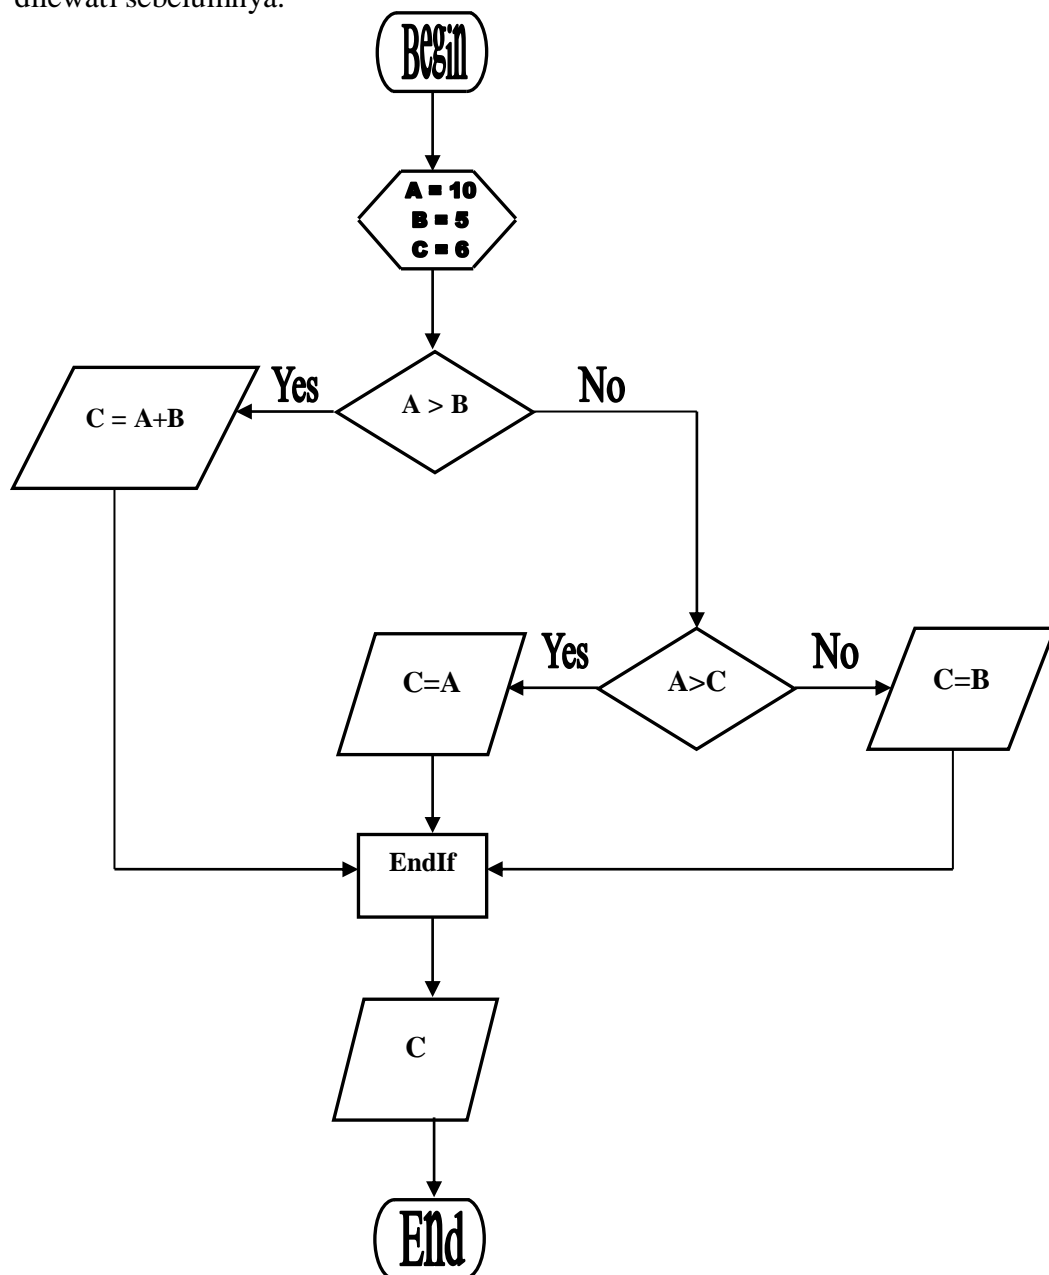 dilewati sebelumnya.
Begin
A = 10
B = 5
C = 6
A > B
Yes
No
C = A+B
A>C
Yes
No
C=A
C=B
EndIf
C
End